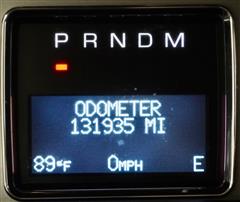 P R N D M
ODOMETER
131935 MI
89°F 0MPH E